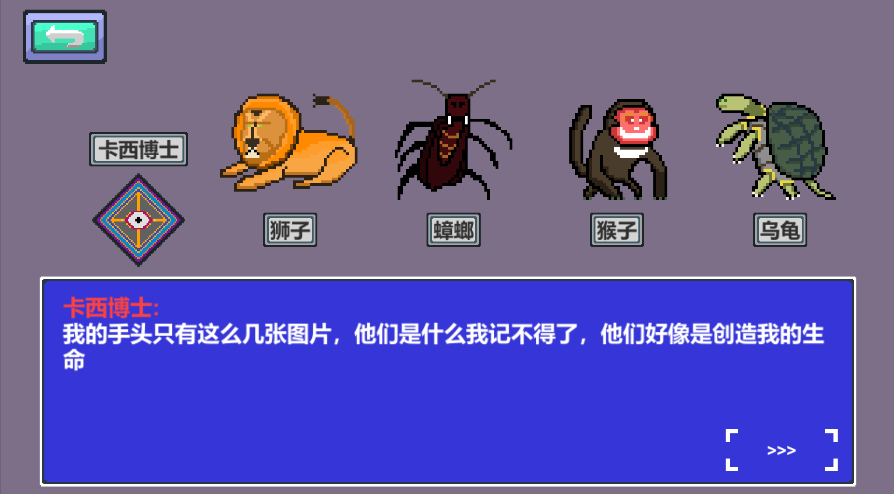 卡西博士
狮子
蟑螂
猴子
乌龟
卡西博士:
我的手头只有这么几张图片，他们是什么我记不得了，他们好像是创造我的生
命
>>>